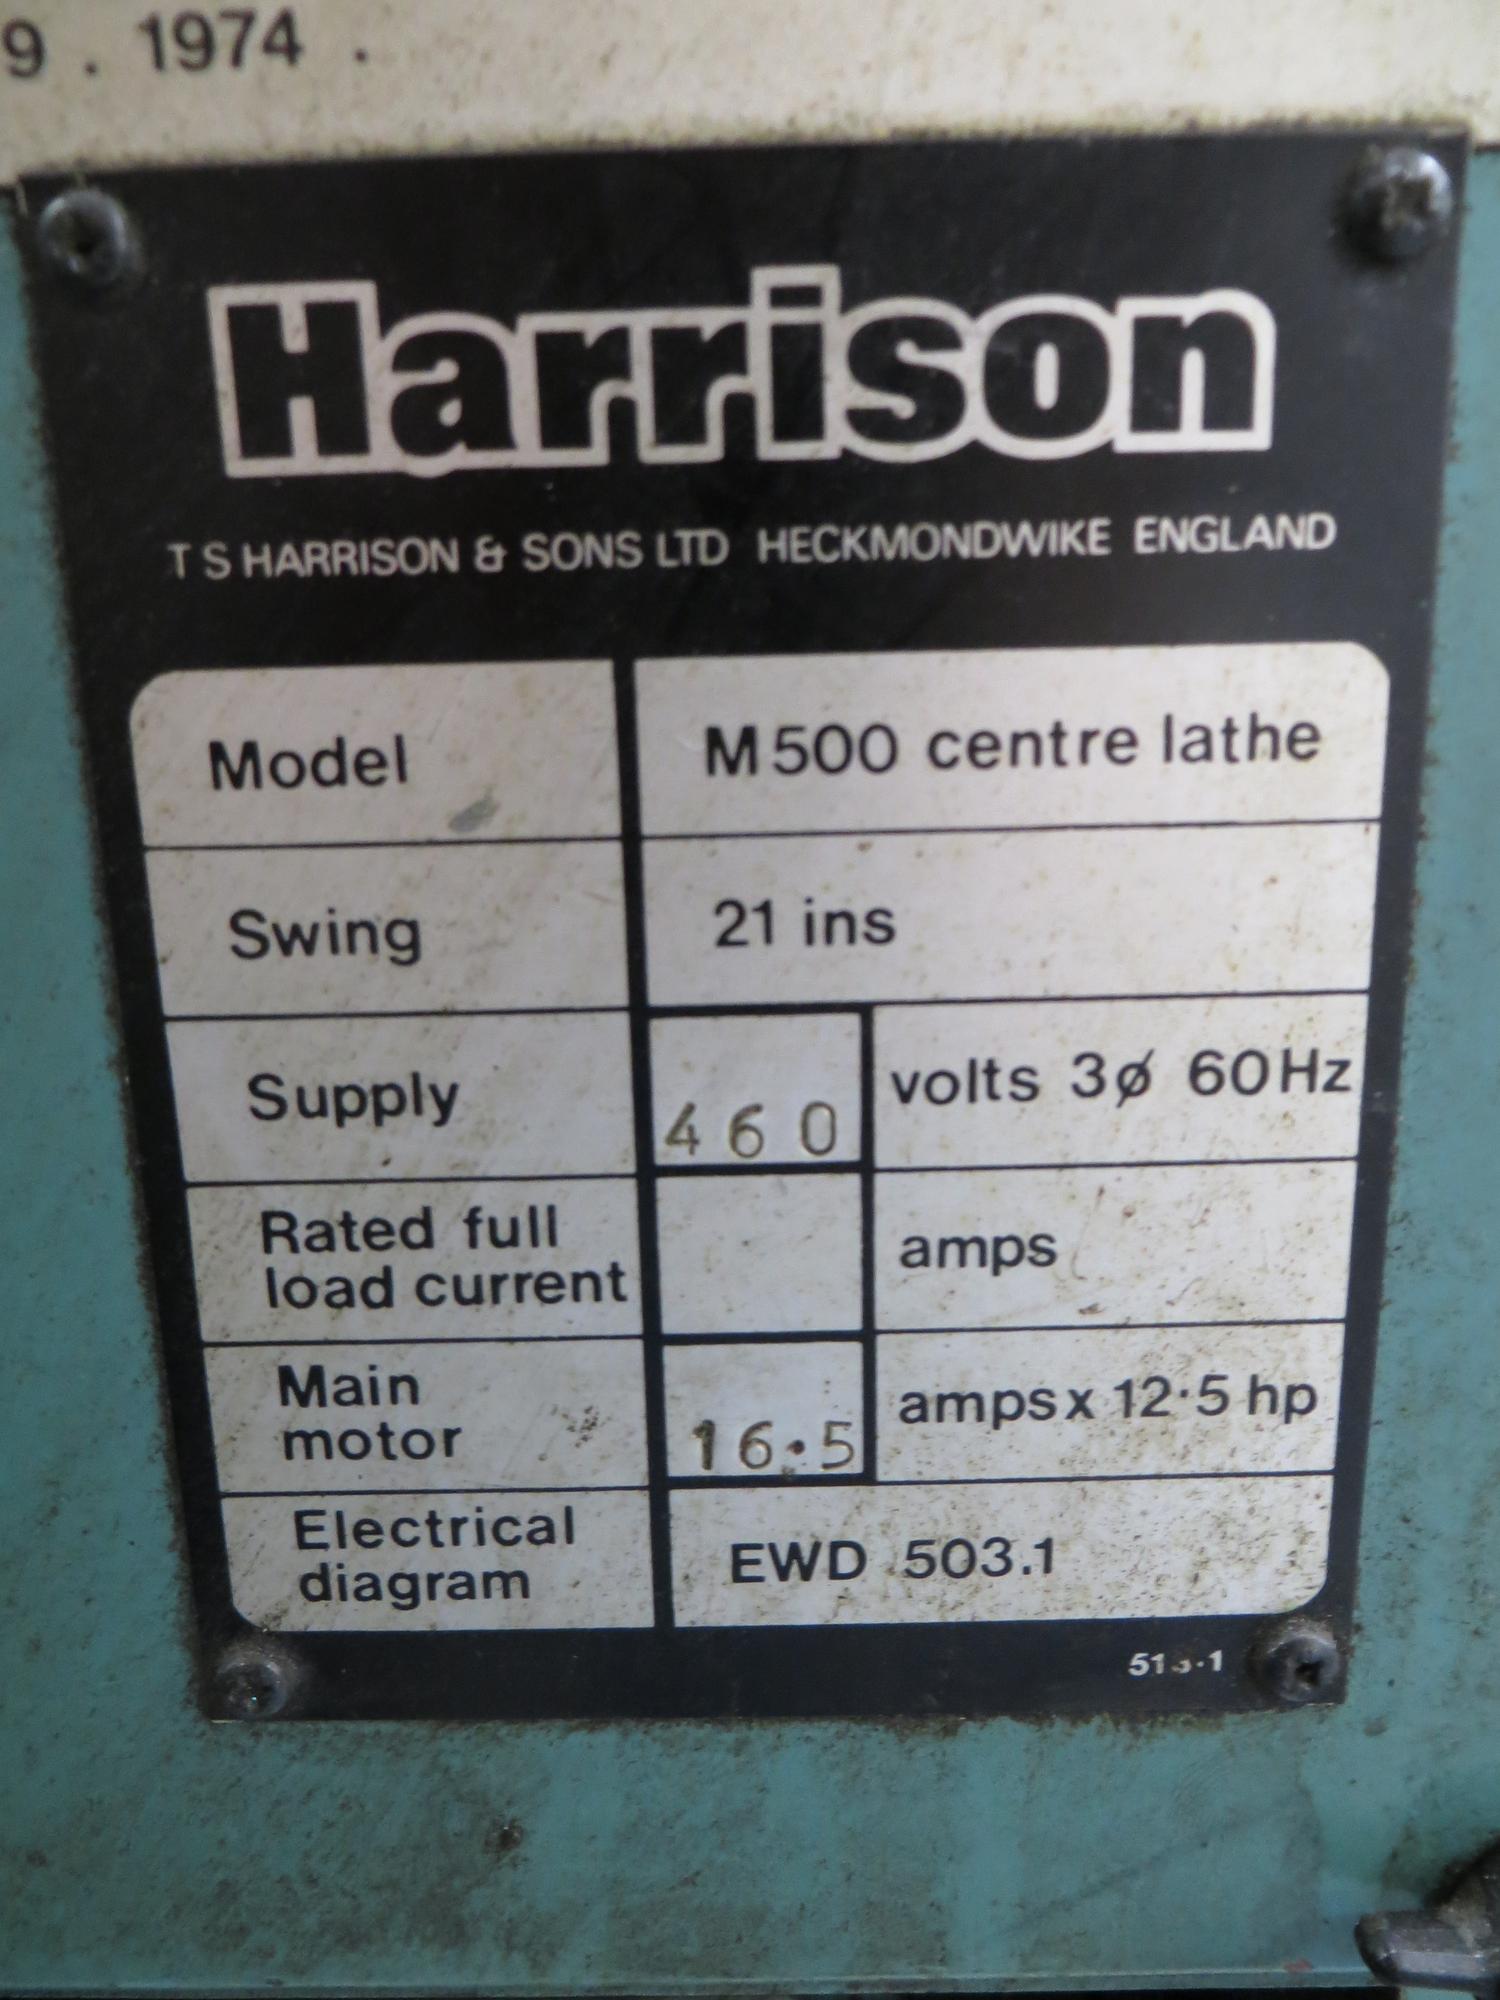 9 . 1974 .
Harrison
T S HARRISON & SONS LTD HECKMONDWIKE ENGLAND
Model M500 centre lathe
Swing 21 ins
Supply 460 volts 3ø 60Hz
Rated full
load current amps
Main
motor 16·5 amps x 12·5 hp
Electrical
diagram EWD 503.1